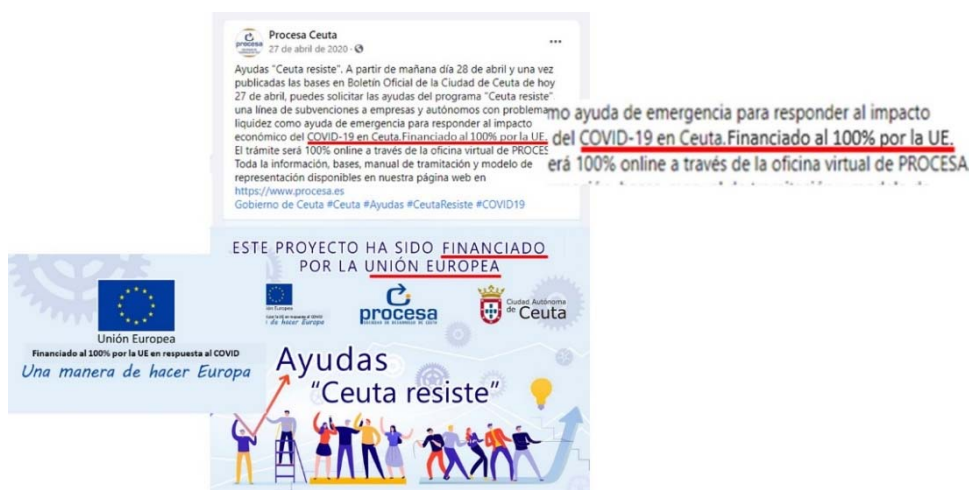 Procesa Ceuta
27 de abril de 2020
Ayudas "Ceuta resiste". A partir de mañana día 28 de abril y una vez
publicadas las bases en Boletín Oficial de la Ciudad de Ceuta de hoy
27 de abril, puedes solicitar las ayudas del programa "Ceuta resiste"
una línea de subvenciones a empresas y autónomos con problema
liquidez como ayuda de emergencia para responder al impacto
económico del COVID-19 en Ceuta.Financiado al 100% por la UE.
El trámite será 100% online a través de la oficina virtual de PROCES
Toda la información, bases, manual de tramitación y modelo de
representación disponibles en nuestra página web en
https://www.procesa.es
Gobierno de Ceuta #Ceuta #Ayudas #CeutaResiste #COVID19
mo ayuda de emergencia para responder al impacto
del COVID-19 en Ceuta.Financiado al 100% por la UE.
erá 100% online a través de la oficina virtual de PROCESA
ESTE PROYECTO HA SIDO FINANCIADO
POR LA UNIÓN EUROPEA
de hacer Europa
procesa
Ciudad Autónoma
de Ceuta
Unión Europea
Financiado al 100% por la UE en respuesta al COVID
Una manera de hacer Europa
Ayudas
"Ceuta resiste"